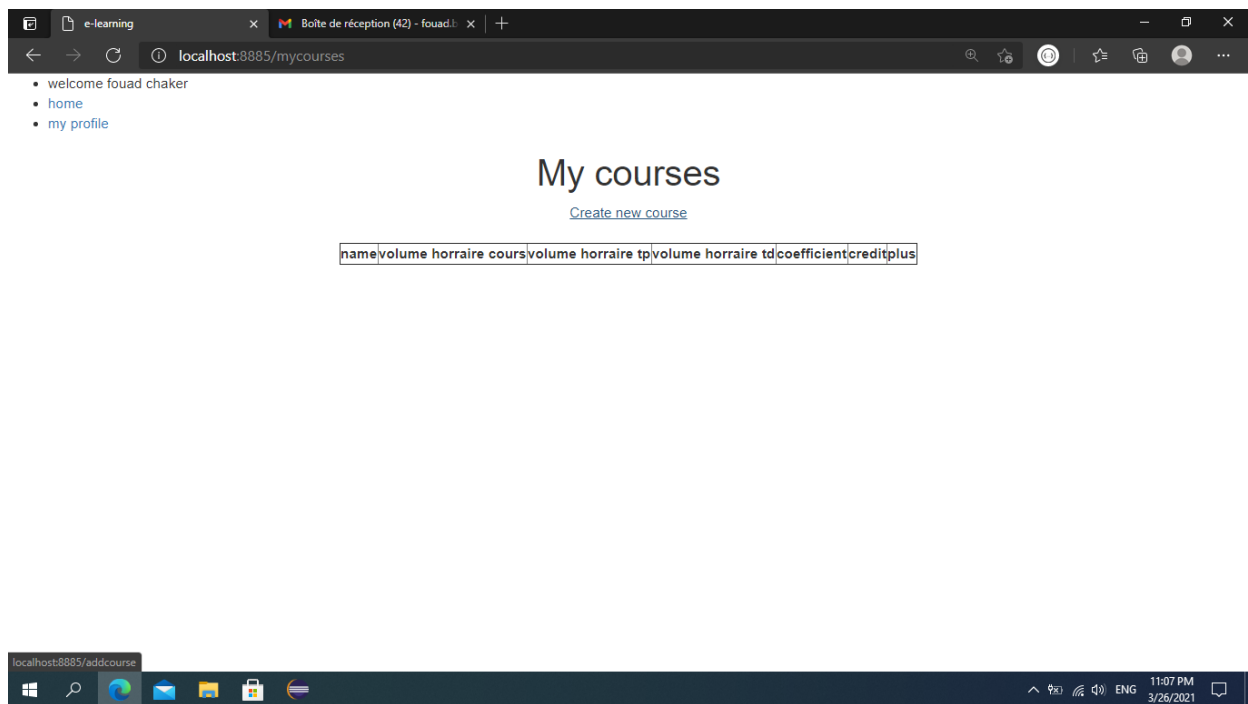 e-learning
Boîte de réception (42) - fouad.b
localhost:8885/mycourses
welcome fouad chaker
home
my profile
My courses
Create new course
name volume horraire cours volume horraire tp volume horraire td coefficient credit plus
localhost:8885/addcourse
ENG
11:07 PM
3/26/2021